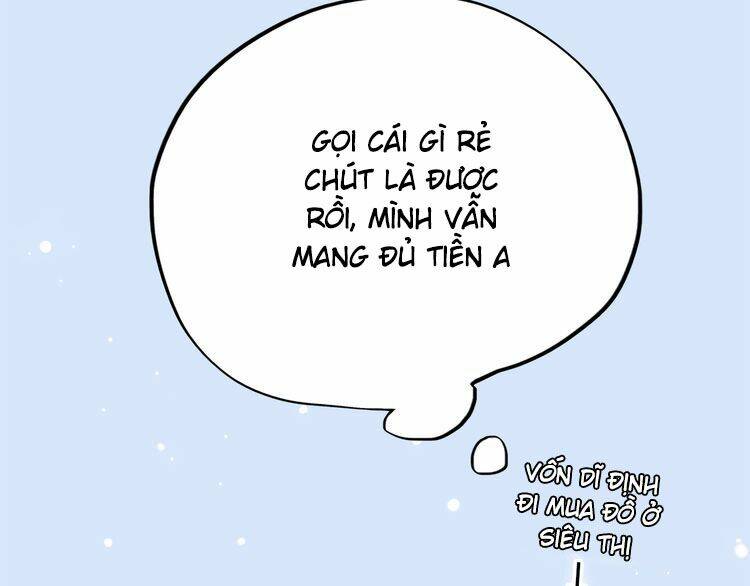 GỌI CÁI GÌ RẺ
CHÚT LÀ ĐƯỢC
RỒI, MÌNH VẪN
MANG ĐỦ TIỀN A
VỐN DĨ ĐỊNH
ĐI MUA ĐỒ Ở
SIÊU THỊ